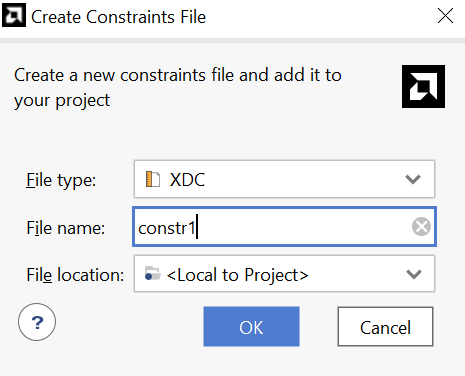 Create Constraints File
Create a new constraints file and add it to
your project
File type: XDC
File name: constr1
File location: <Local to Project>
? OK Cancel